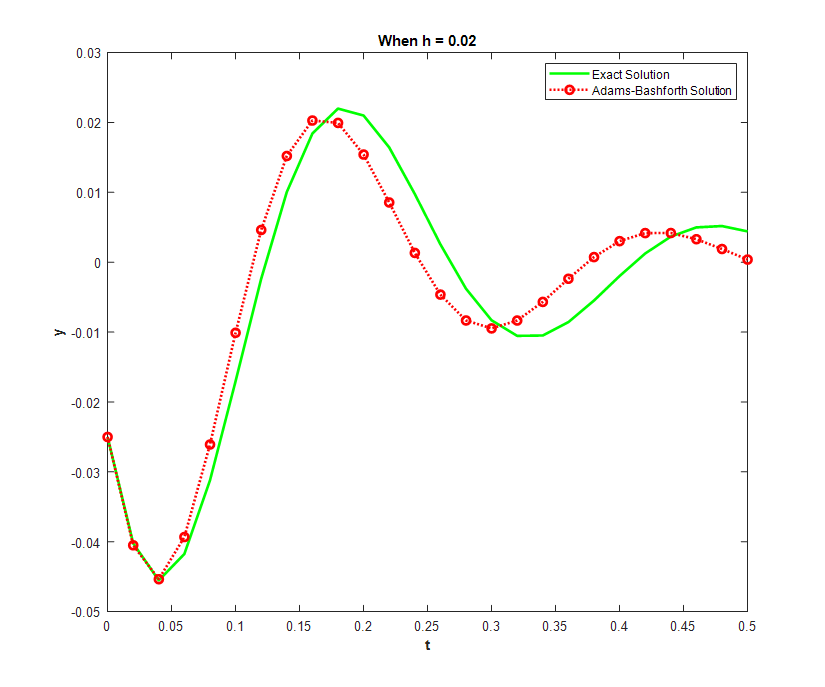 When h = 0.02
Exact Solution
Adams-Bashforth Solution
0.03
0.02
0.01
0
-0.01
-0.02
-0.03
-0.04
-0.05
y
0 0.05 0.1 0.15 0.2 0.25 0.3 0.35 0.4 0.45 0.5
t